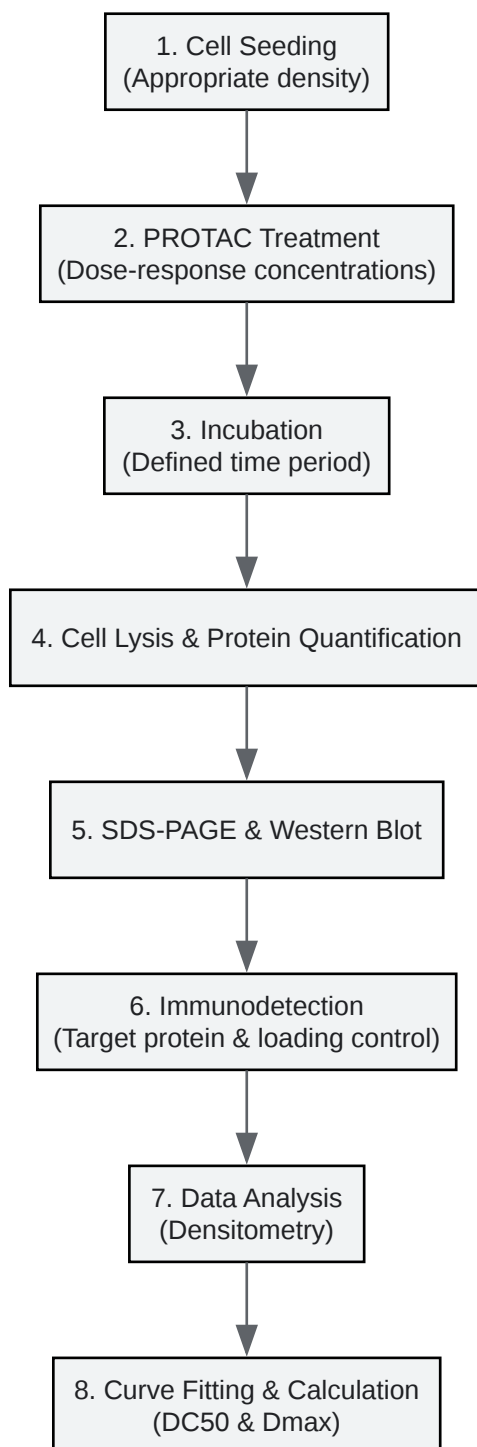 1. Cell Seeding
(Appropriate density)
2. PROTAC Treatment
(Dose-response concentrations)
3. Incubation
(Defined time period)
4. Cell Lysis & Protein Quantification
5. SDS-PAGE & Western Blot
6. Immunodetection
(Target protein & loading control)
7. Data Analysis
(Densitometry)
8. Curve Fitting & Calculation
(DC50 & Dmax)